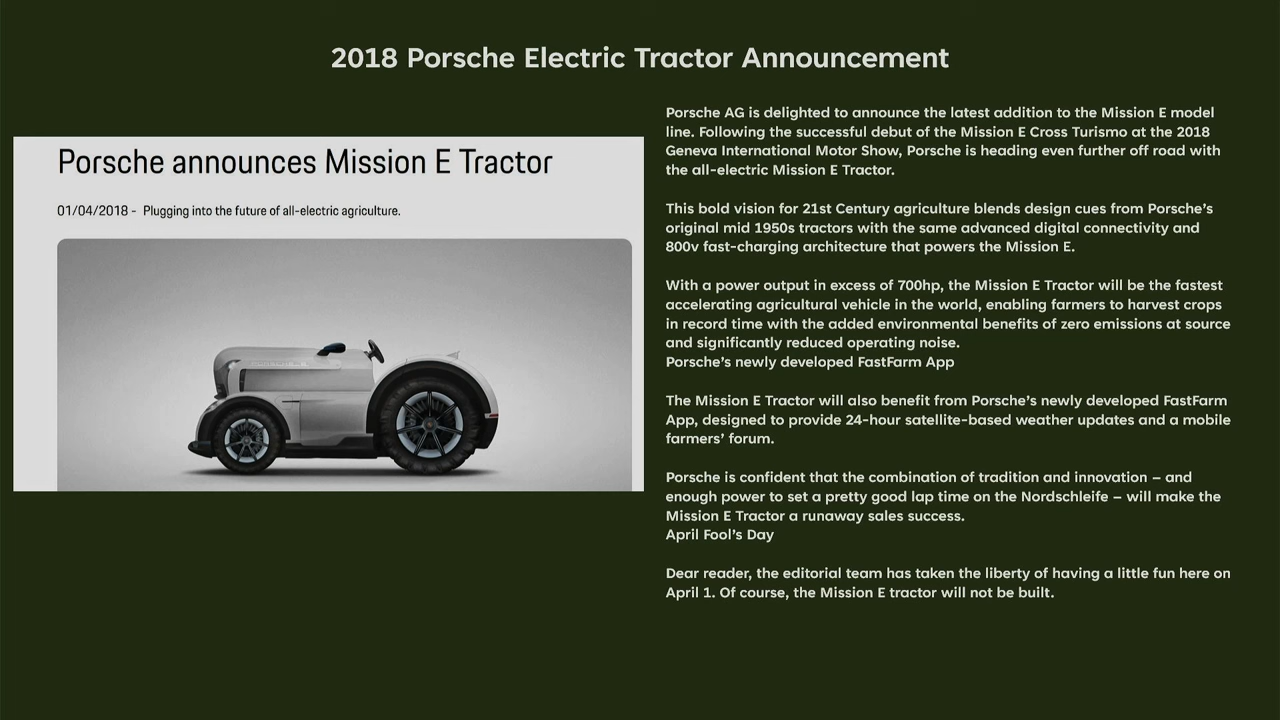 2018 Porsche Electric Tractor Announcement
Porsche announces Mission E Tractor
01/04/2018 - Plugging into the future of all-electric agriculture.
Porsche AG is delighted to announce the latest addition to the Mission E model
line. Following the successful debut of the Mission E Cross Turismo at the 2018
Geneva International Motor Show, Porsche is heading even further off road with
the all-electric Mission E Tractor.
This bold vision for 21st Century agriculture blends design cues from Porsche's
original mid 1950s tractors with the same advanced digital connectivity and
800v fast-charging architecture that powers the Mission E.
With a power output in excess of 700hp, the Mission E Tractor will be the fastest
accelerating agricultural vehicle in the world, enabling farmers to harvest crops
in record time with the added environmental benefits of zero emissions at source
and significantly reduced operating noise.
Porsche's newly developed FastFarm App
The Mission E Tractor will also benefit from Porsche's newly developed FastFarm
App, designed to provide 24-hour satellite-based weather updates and a mobile
farmers' forum.
Porsche is confident that the combination of tradition and innovation – and
enough power to set a pretty good lap time on the Nordschleife – will make the
Mission E Tractor a runaway sales success.
April Fool's Day
Dear reader, the editorial team has taken the liberty of having a little fun here on
April 1. Of course, the Mission E tractor will not be built.